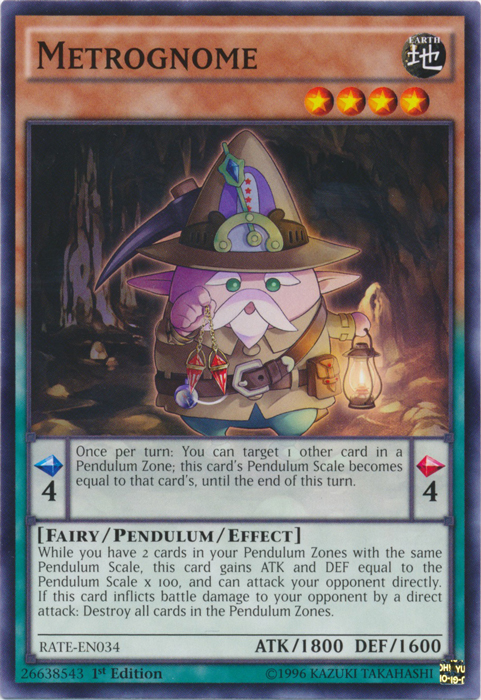 METROGNOME
EARTH
地
Once per turn: You can target 1 other card in a
Pendulum Zone; this card's Pendulum Scale becomes
equal to that card's, until the end of this turn.
4
4
[FAIRY/PENDULUM/EFFECT]
While you have 2 cards in your Pendulum Zones with the same
Pendulum Scale, this card gains ATK and DEF equal to the
Pendulum Scale x 100, and can attack your opponent directly.
If this card inflicts battle damage to your opponent by a direct
attack: Destroy all cards in the Pendulum Zones.
RATE-EN034
ATK/1800 DEF/1600
26638543 1st Edition
©1996 KAZUKI TAKAHASHI